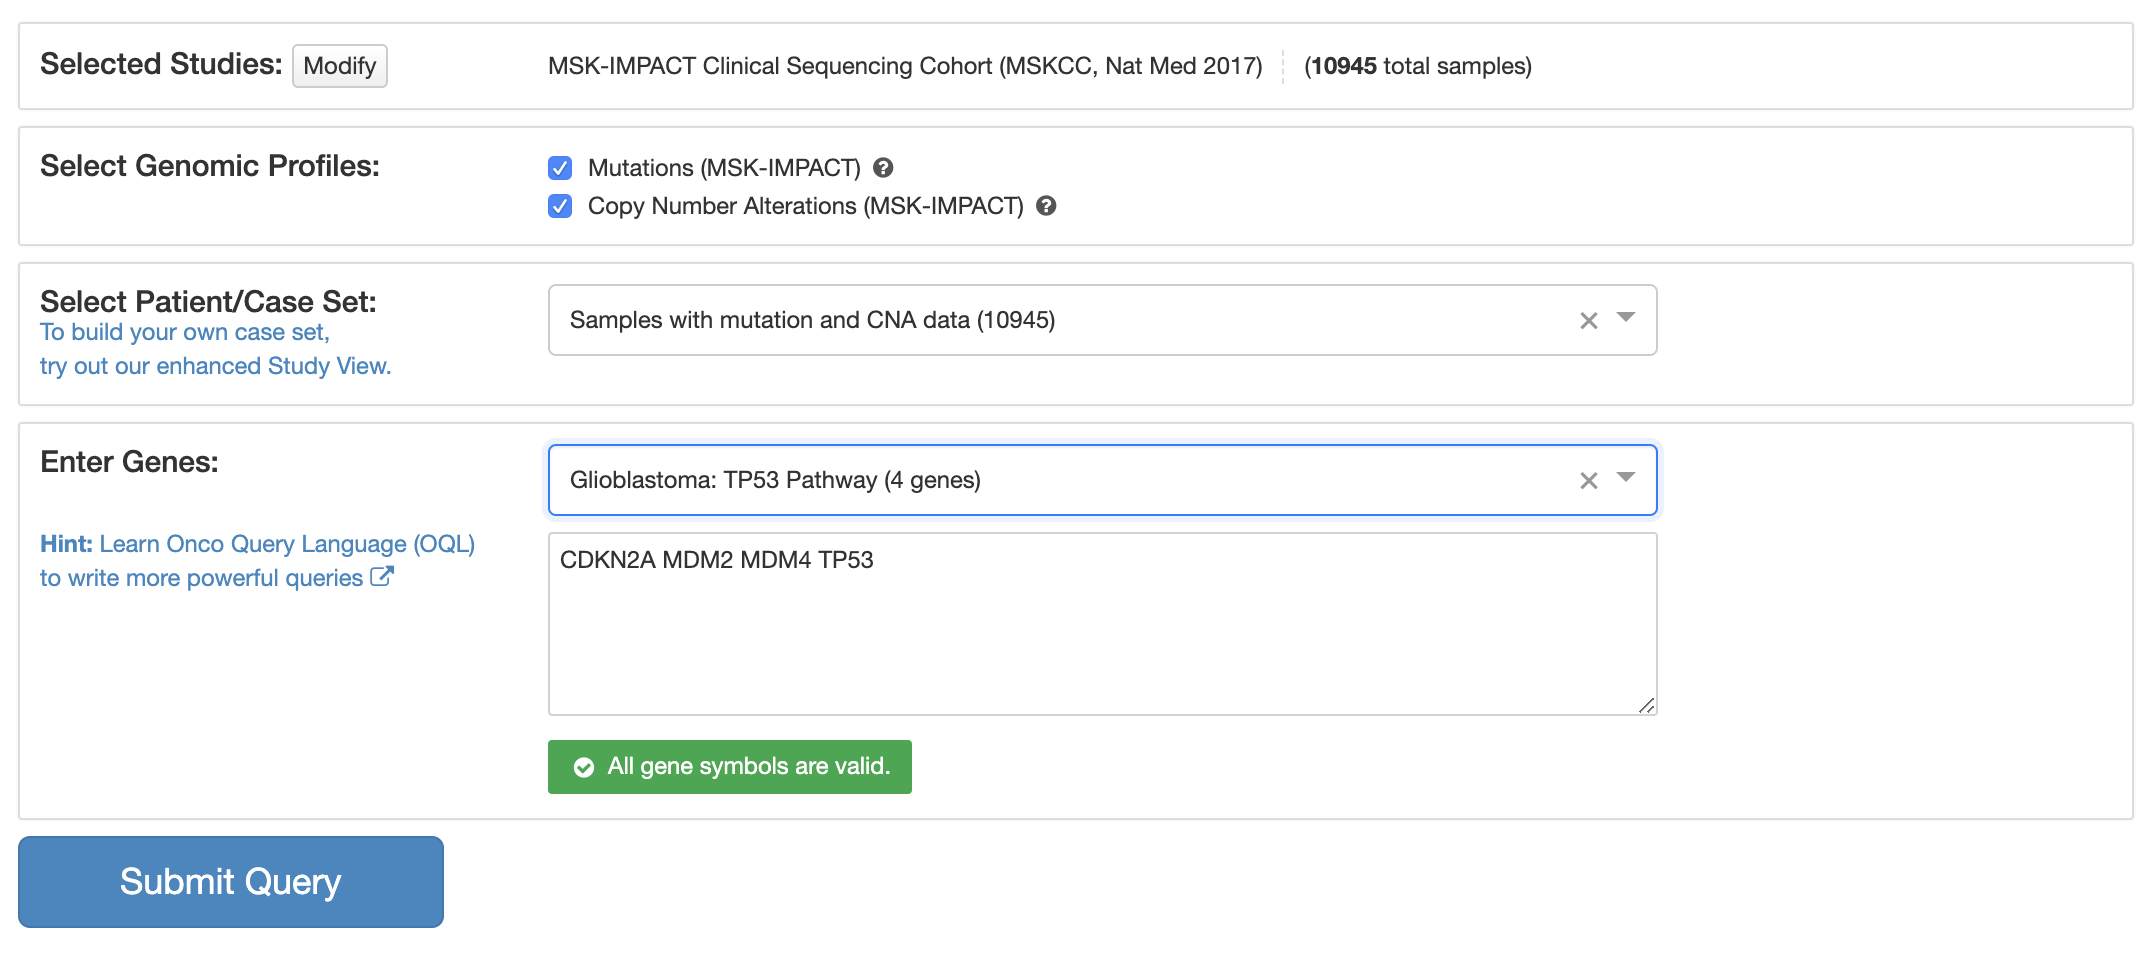 Selected Studies: Modify MSK-IMPACT Clinical Sequencing Cohort (MSKCC, Nat Med 2017) (10945 total samples)
Select Genomic Profiles:
Mutations (MSK-IMPACT)
Copy Number Alterations (MSK-IMPACT)
Select Patient/Case Set:
To build your own case set,
try out our enhanced Study View.
Samples with mutation and CNA data (10945)
Enter Genes:
Glioblastoma: TP53 Pathway (4 genes)
Hint: Learn Onco Query Language (OQL)
to write more powerful queries
CDKN2A MDM2 MDM4 TP53
All gene symbols are valid.
Submit Query